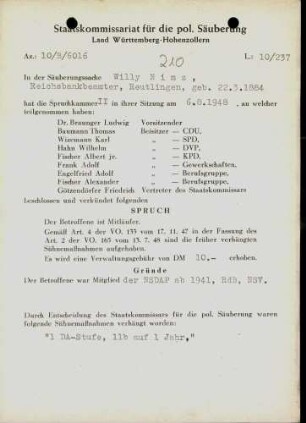 Staatskommissariat für die pol. Säuberung
Land Württemberg-Hohenzollern
Az.: 10/9/6016
L: 10/237
210
In der Säuberungssache Willy Nimz,
Reichsbankbeamter, Reutlingen, geb. 22.3.1884
hat die Spruchkammer II in ihrer Sitzung am 6.8.1948, an welcher
teilgenommen haben:
Dr. Braunger Ludwig Vorsitzender
Baumann Thomas Beisitzer — CDU,
Wizemann Karl „ — SPD,
Hahn Wilhelm „ — DVP,
Fischer Albert je. „ — KPD,
Frank Adolf „ — Gewerkschaften,
Engelfried Adolf „ — Berufsgruppe,
Fischer Alexander „ — Berufsgruppe,
Götzendörfer Friedrich Vertreter des Staatskommissars
beschlossen und verkündet folgenden
SPRUCH
Der Betroffene ist Mitläufer.
Gemäß Art. 4 der VO. 133 vom 17. 11. 47 in der Fassung des
Art. 2 der VO. 165 vom 13. 7. 48 sind die früher verhängten
Sühnemaßnahmen aufgehoben.
Es wird eine Verwaltungsgebühr von DM 10.— erhoben.
Gründe
Der Betroffene war Mitglied der NSDAP ab 1941, RdB, NSV.
Durch Entscheidung des Staatskommissars für die pol. Säuberung waren
folgende Sühnemaßnahmen verhängt worden:
"1 DA-Stufe, 11b auf 1 Jahr,"